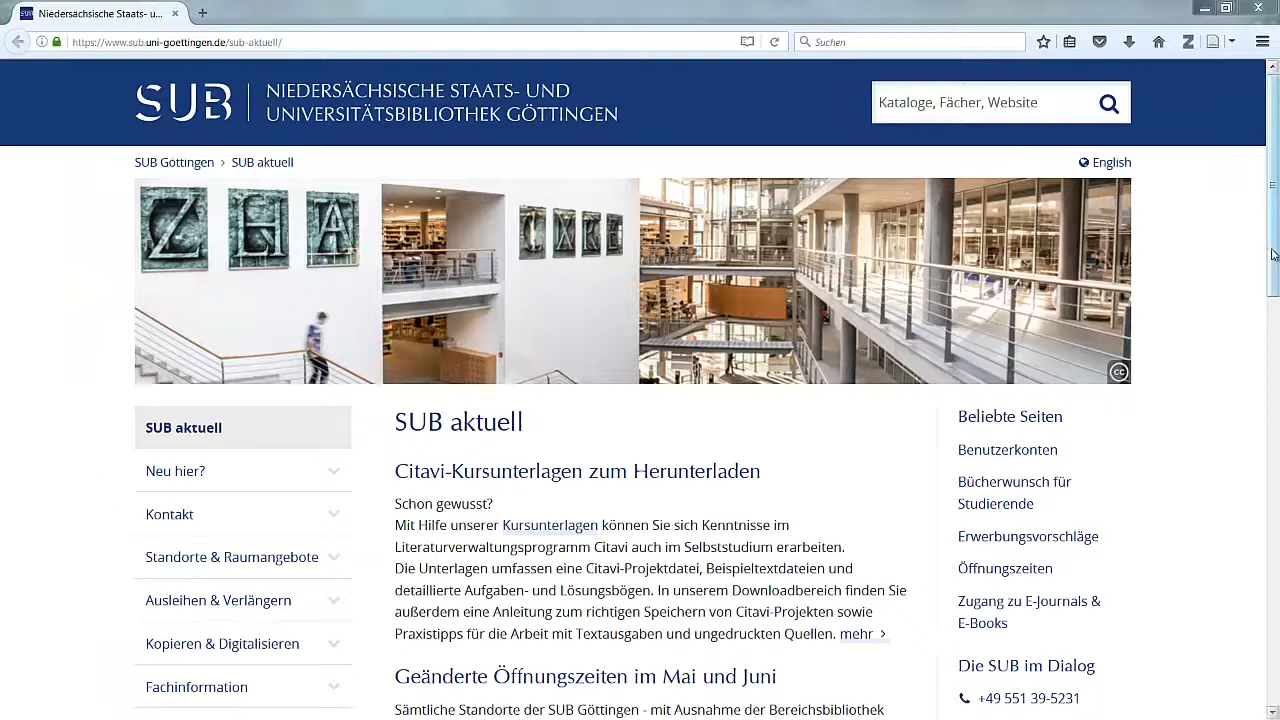 Niedersächsische Staats- u...
https://www.sub.uni-goettingen.de/sub-aktuell/
Suchen
SUB
NIEDERSÄCHSISCHE STAATS- UND
UNIVERSITÄTSBIBLIOTHEK GÖTTINGEN
Kataloge, Fächer, Website
SUB Göttingen > SUB aktuell
English
Z H A
I X K E
cc
SUB aktuell
Neu hier?
Kontakt
Standorte & Raumangebote
Ausleihen & Verlängern
Kopieren & Digitalisieren
Fachinformation
SUB aktuell
Citavi-Kursunterlagen zum Herunterladen
Schon gewusst?
Mit Hilfe unserer Kursunterlagen können Sie sich Kenntnisse im
Literaturverwaltungsprogramm Citavi auch im Selbststudium erarbeiten.
Die Unterlagen umfassen eine Citavi-Projektdatei, Beispieltextdateien und
detaillierte Aufgaben- und Lösungsbögen. In unserem Downloadbereich finden Sie
außerdem eine Anleitung zum richtigen Speichern von Citavi-Projekten sowie
Praxistipps für die Arbeit mit Textausgaben und ungedruckten Quellen. mehr >
Geänderte Öffnungszeiten im Mai und Juni
Sämtliche Standorte der SUB Göttingen - mit Ausnahme der Bereichsbibliothek
Beliebte Seiten
Benutzerkonten
Bücherwunsch für
Studierende
Erwerbungsvorschläge
Öffnungszeiten
Zugang zu E-Journals &
E-Books
Die SUB im Dialog
+49 551 39-5231